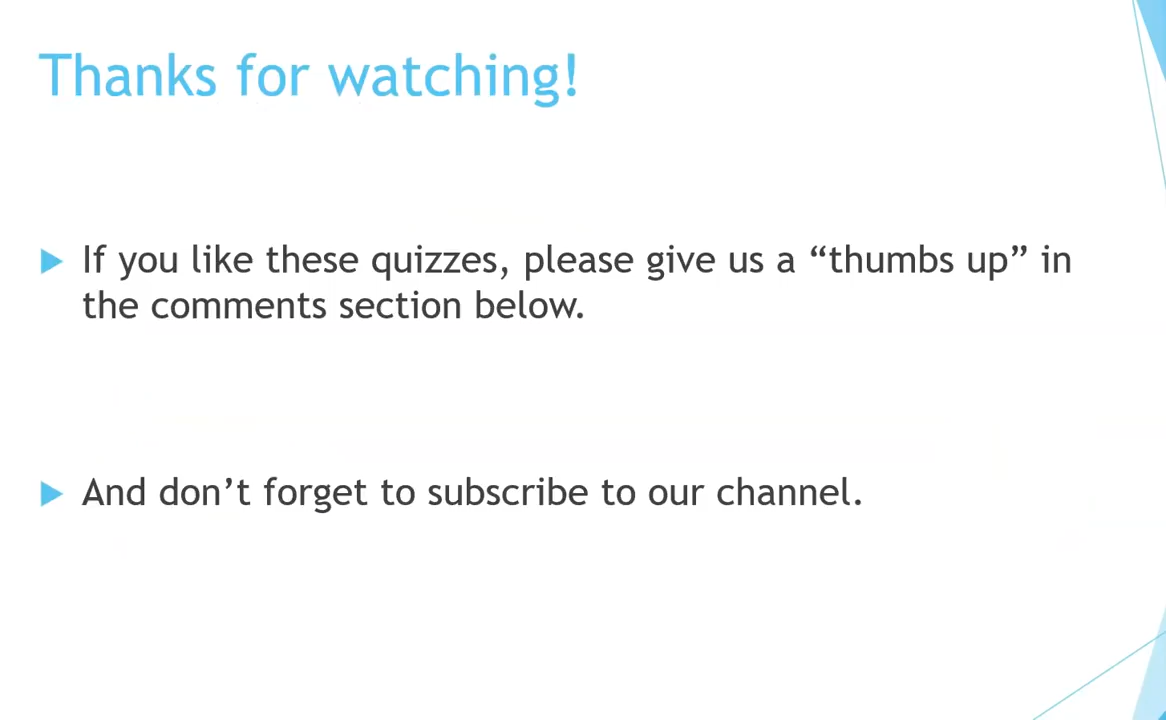 Thanks for watching!
If you like these quizzes, please give us a “thumbs up” in
the comments section below.
And don’t forget to subscribe to our channel.